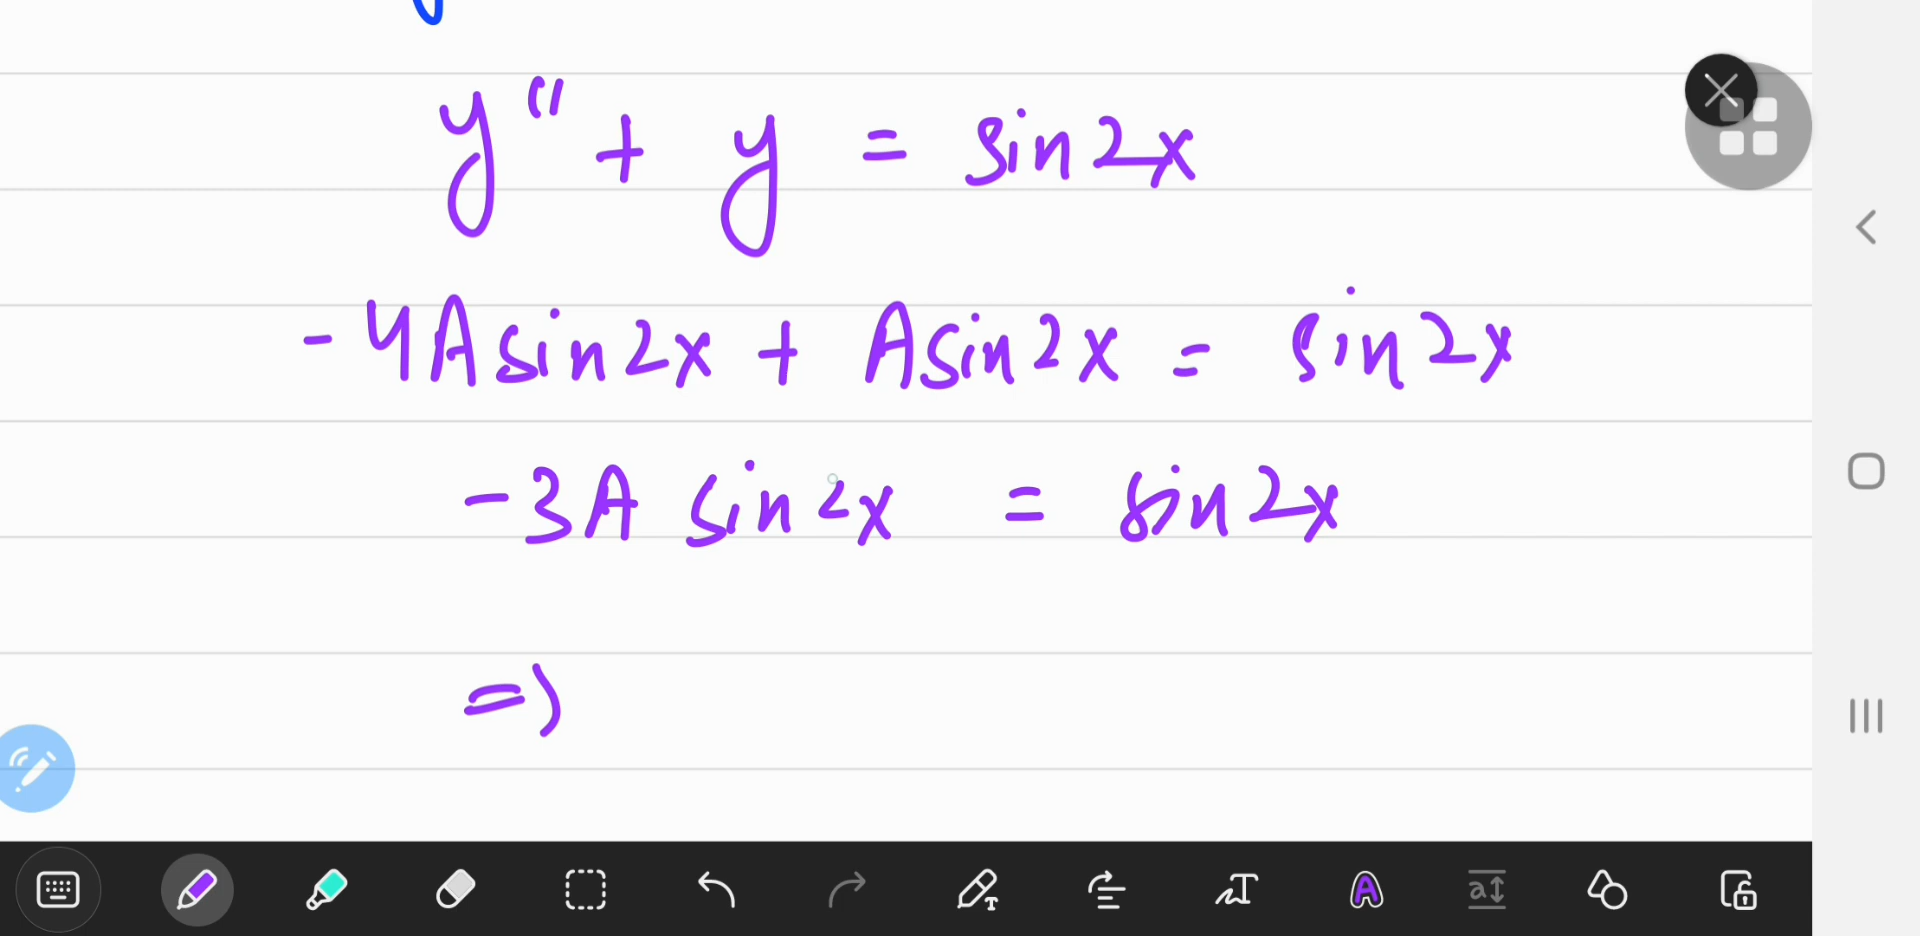 y'' + y = sin2x
-4Asin2x + Asin2x = sin2x
-3A sin2x = sin2x
=>